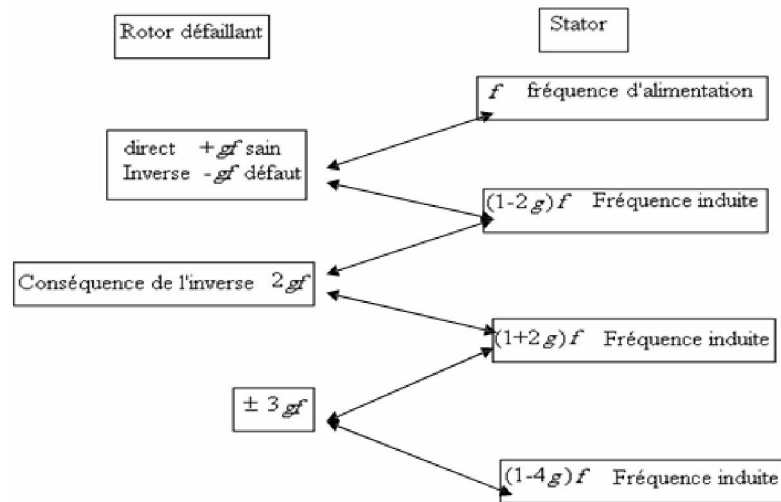 Rotor défaillant
Stator
f fréquence d'alimentation
direct +gf sain
Inverse -gf défaut
(1-2g)f Fréquence induite
Conséquence de l'inverse 2gf
(1+2g)f Fréquence induite
± 3gf
(1-4g)f Fréquence induite